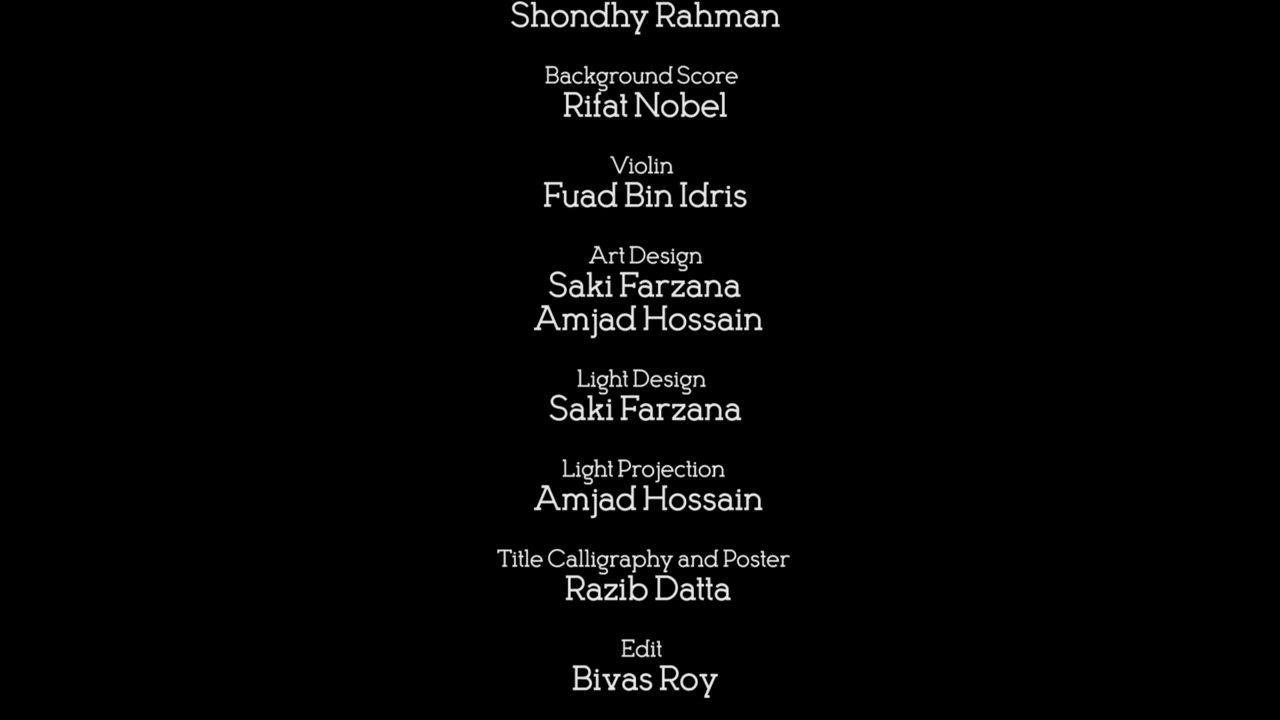 Shondhy Rahman
Background Score
Rifat Nobel
Violin
Fuad Bin Idris
Art Design
Saki Farzana
Amjad Hossain
Light Design
Saki Farzana
Light Projection
Amjad Hossain
Title Calligraphy and Poster
Razib Datta
Edit
Bivas Roy